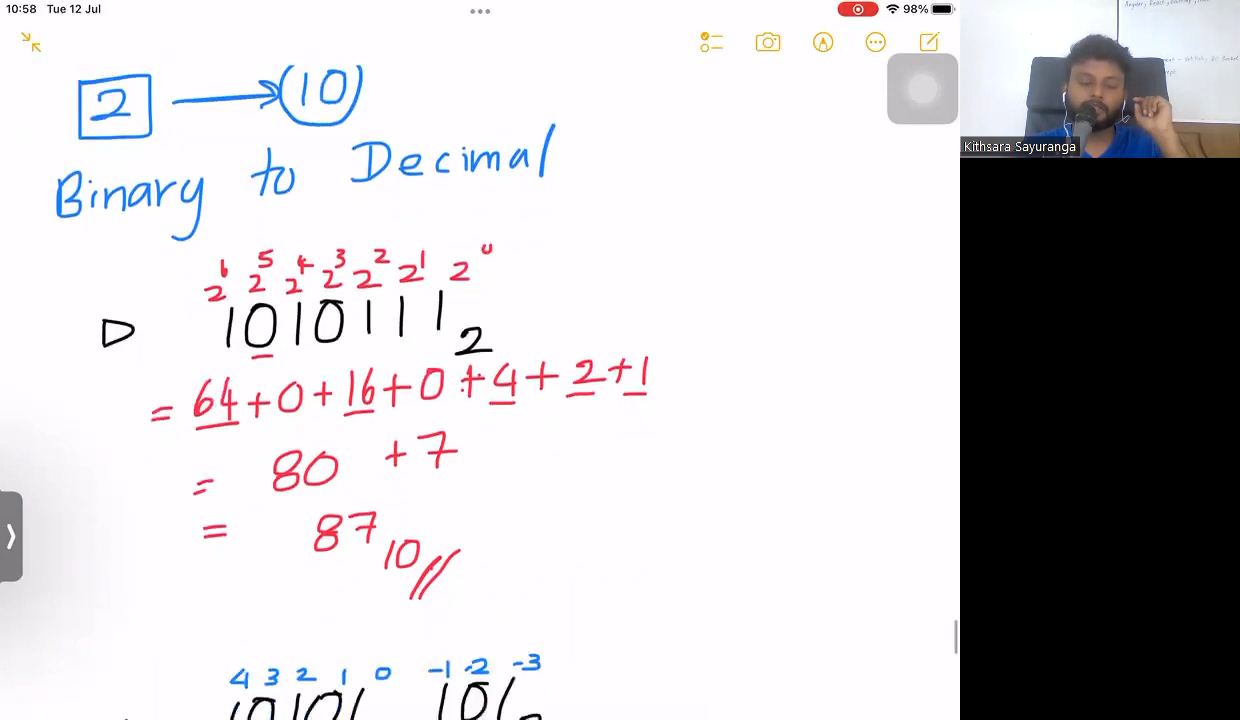 10:58 Tue 12 Jul
98%
Kithsara Sayuranga
2 → 10
Binary to Decimal
2⁶ 2⁵ 2⁴ 2³ 2² 2¹ 2⁰
1010111₂
= 64 + 0 + 16 + 0 + 4 + 2 + 1
= 80 + 7
= 87₁₀//
4 3 2 1 0 -1 -2 -3
10101 101